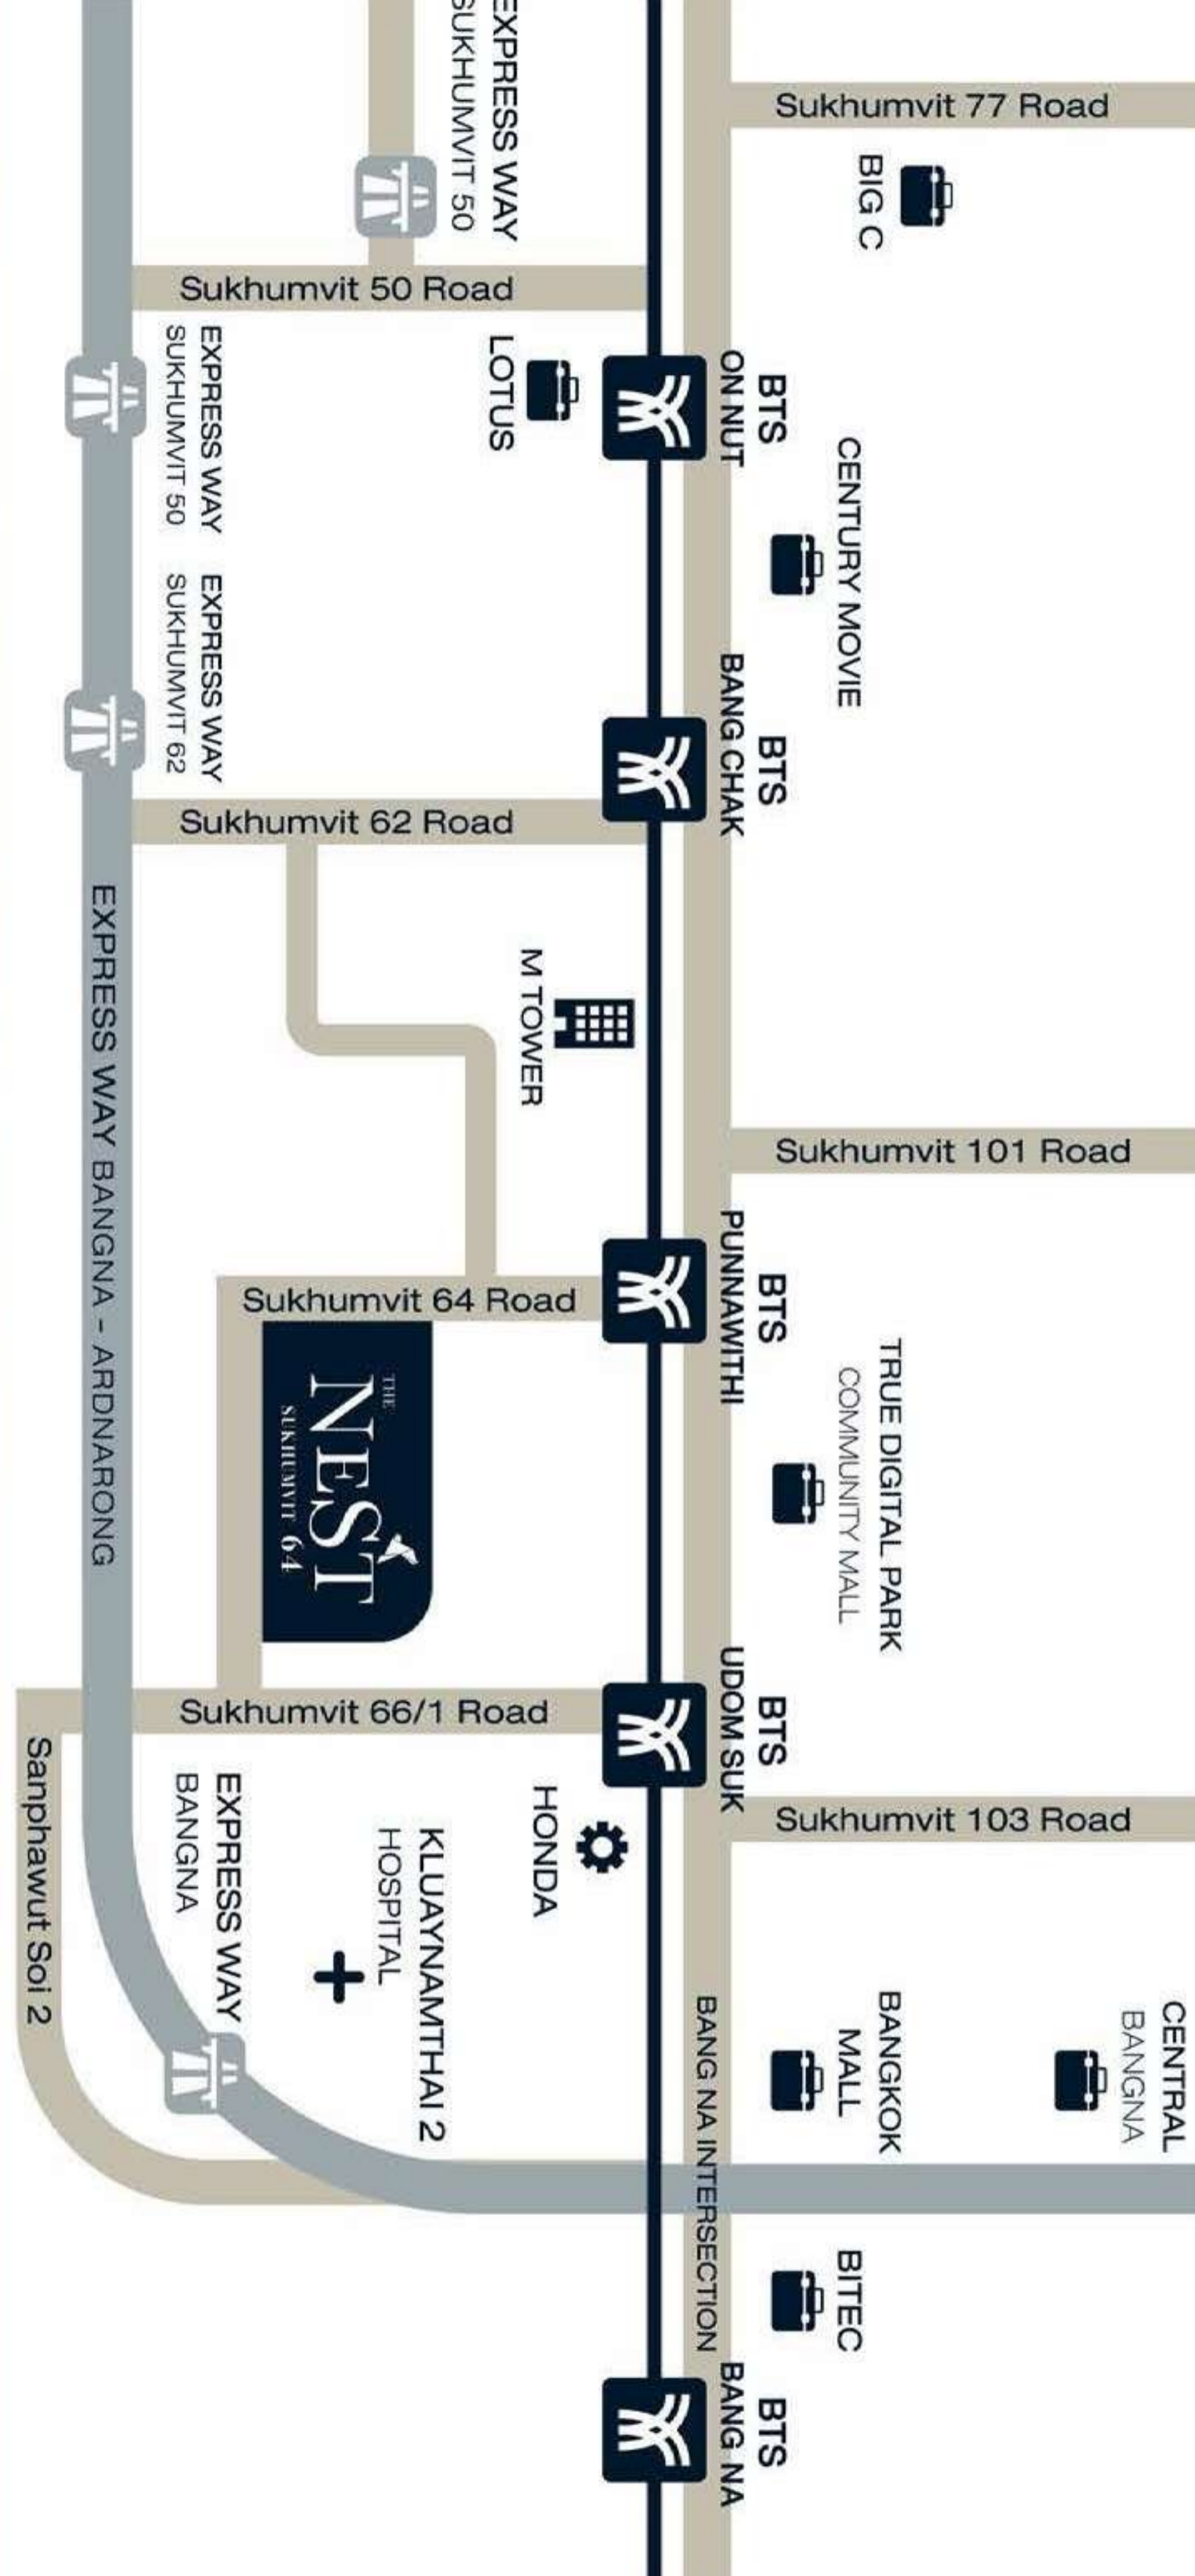 Sukhumvit 77 Road
BIG C
EXPRESS WAY
SUKHUMVIT 50
Sukhumvit 50 Road
EXPRESS WAY
SUKHUMVIT 50
LOTUS
BTS
ON NUT
CENTURY MOVIE
EXPRESS WAY
SUKHUMVIT 62
BTS
BANG CHAK
Sukhumvit 62 Road
M TOWER
EXPRESS WAY BANGNA - ARDNARONG
Sukhumvit 101 Road
BTS
PUNNAWITHI
Sukhumvit 64 Road
THE
NEST
SUKHUMVIT 64
TRUE DIGITAL PARK
COMMUNITY MALL
BTS
UDOM SUK
Sukhumvit 66/1 Road
Sanphawut Soi 2
EXPRESS WAY
BANGNA
KLUAYNAMTHAI 2
HOSPITAL
HONDA
Sukhumvit 103 Road
BANG NA INTERSECTION
BANGKOK
MALL
CENTRAL
BANGNA
BITEC
BTS
BANG NA